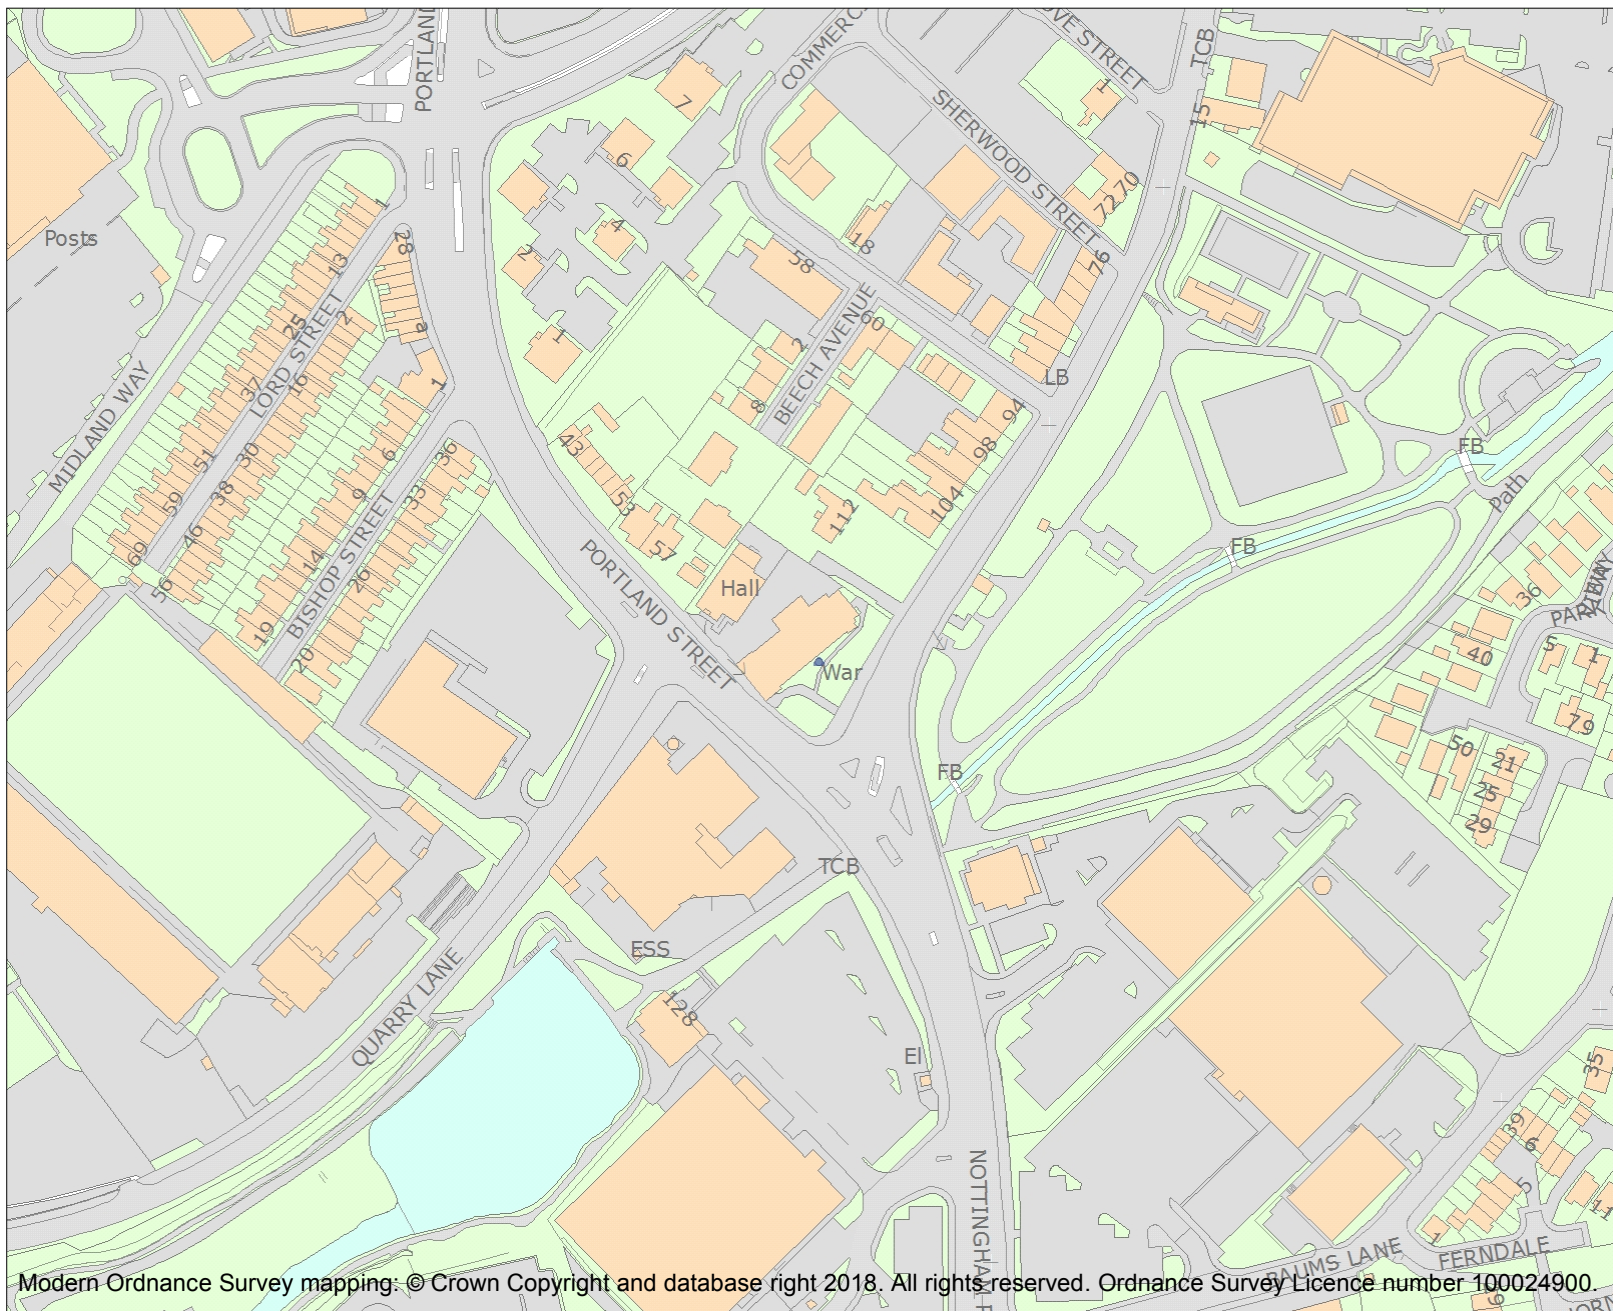 PORTLAND
COMMERC
OVE STREET
TCB
7
1
15
SHERWOOD STREET
6
70
72
1
4
18
28
Posts
2
58
76
13
BEECH AVENUE
60
25
2
a
1
2
LORD STREET
16
37
MIDLAND WAY
1
8
LB
94
43
36
6
98
FB
51
30
9
33
53
104
Path
59
38
112
BISHOP STREET
46
57
PORTLAND STREET
FB
69
14
26
56
Hall
36
PARK
19
20
5
1
40
War
79
50
21
FB
25
29
TCB
ESS
QUARRY LANE
128
El
35
39
6
NOTTINGHAM R
5
11
1
BAUMS LANE
FERNDALE
Modern Ordnance Survey mapping: © Crown Copyright and database right 2018. All rights reserved. Ordnance Survey Licence number 100024900.